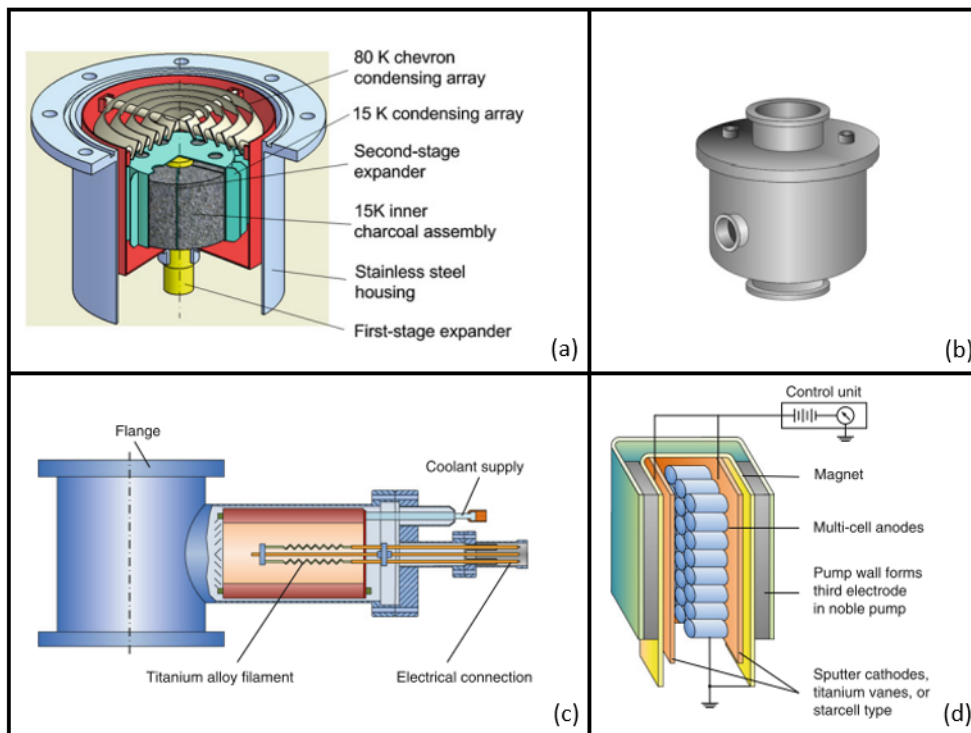 80 K chevron
condensing array
15 K condensing array
Second-stage
expander
15K inner
charcoal assembly
Stainless steel
housing
First-stage expander
(a)
(b)
Flange
Coolant supply
Titanium alloy filament
Electrical connection
(c)
Control unit
Magnet
Multi-cell anodes
Pump wall forms
third electrode
in noble pump
Sputter cathodes,
titanium vanes, or
starcell type
(d)